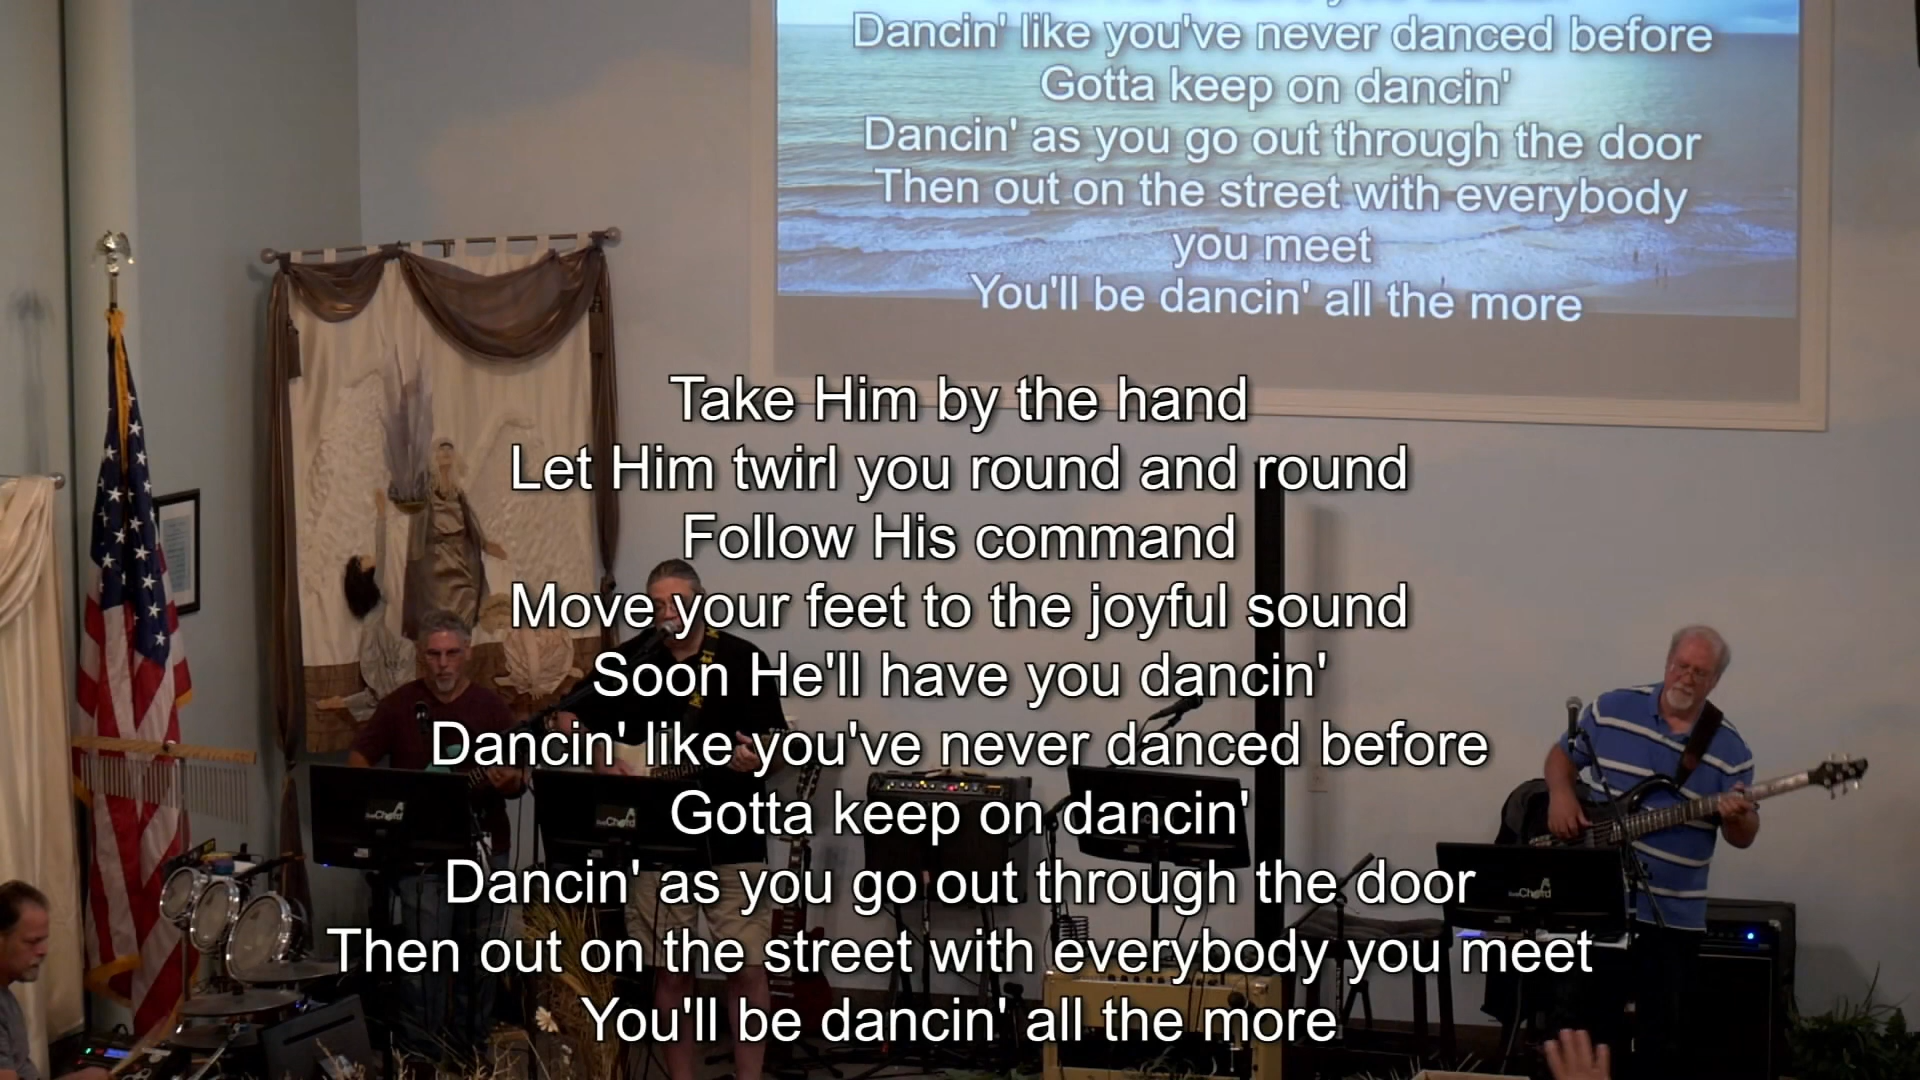 Dancin' like you've never danced before
Gotta keep on dancin'
Dancin' as you go out through the door
Then out on the street with everybody
you meet
You'll be dancin' all the more
Take Him by the hand
Let Him twirl you round and round
Follow His command
Move your feet to the joyful sound
Soon He'll have you dancin'
Dancin' like you've never danced before
Gotta keep on dancin'
Dancin' as you go out through the door
Then out on the street with everybody you meet
You'll be dancin' all the more